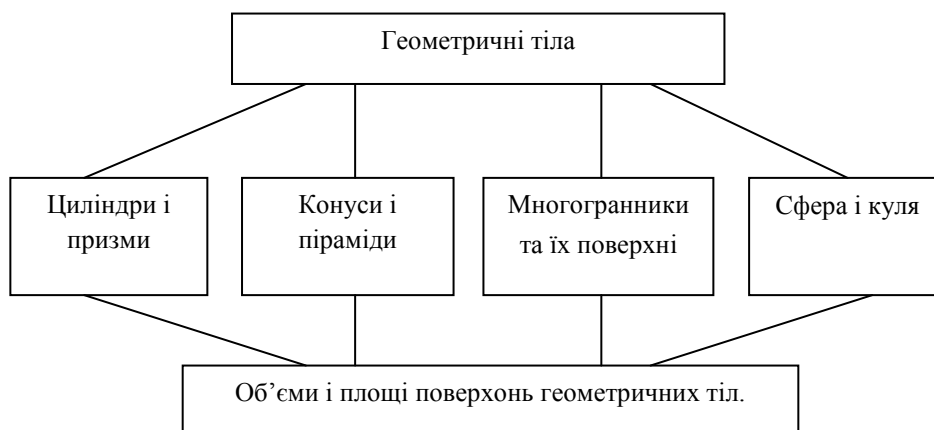 Геометричні тіла
Циліндри і
призми
Конуси і
піраміди
Многогранники
та їх поверхні
Сфера і куля
Об’єми і площі поверхонь геометричних тіл.